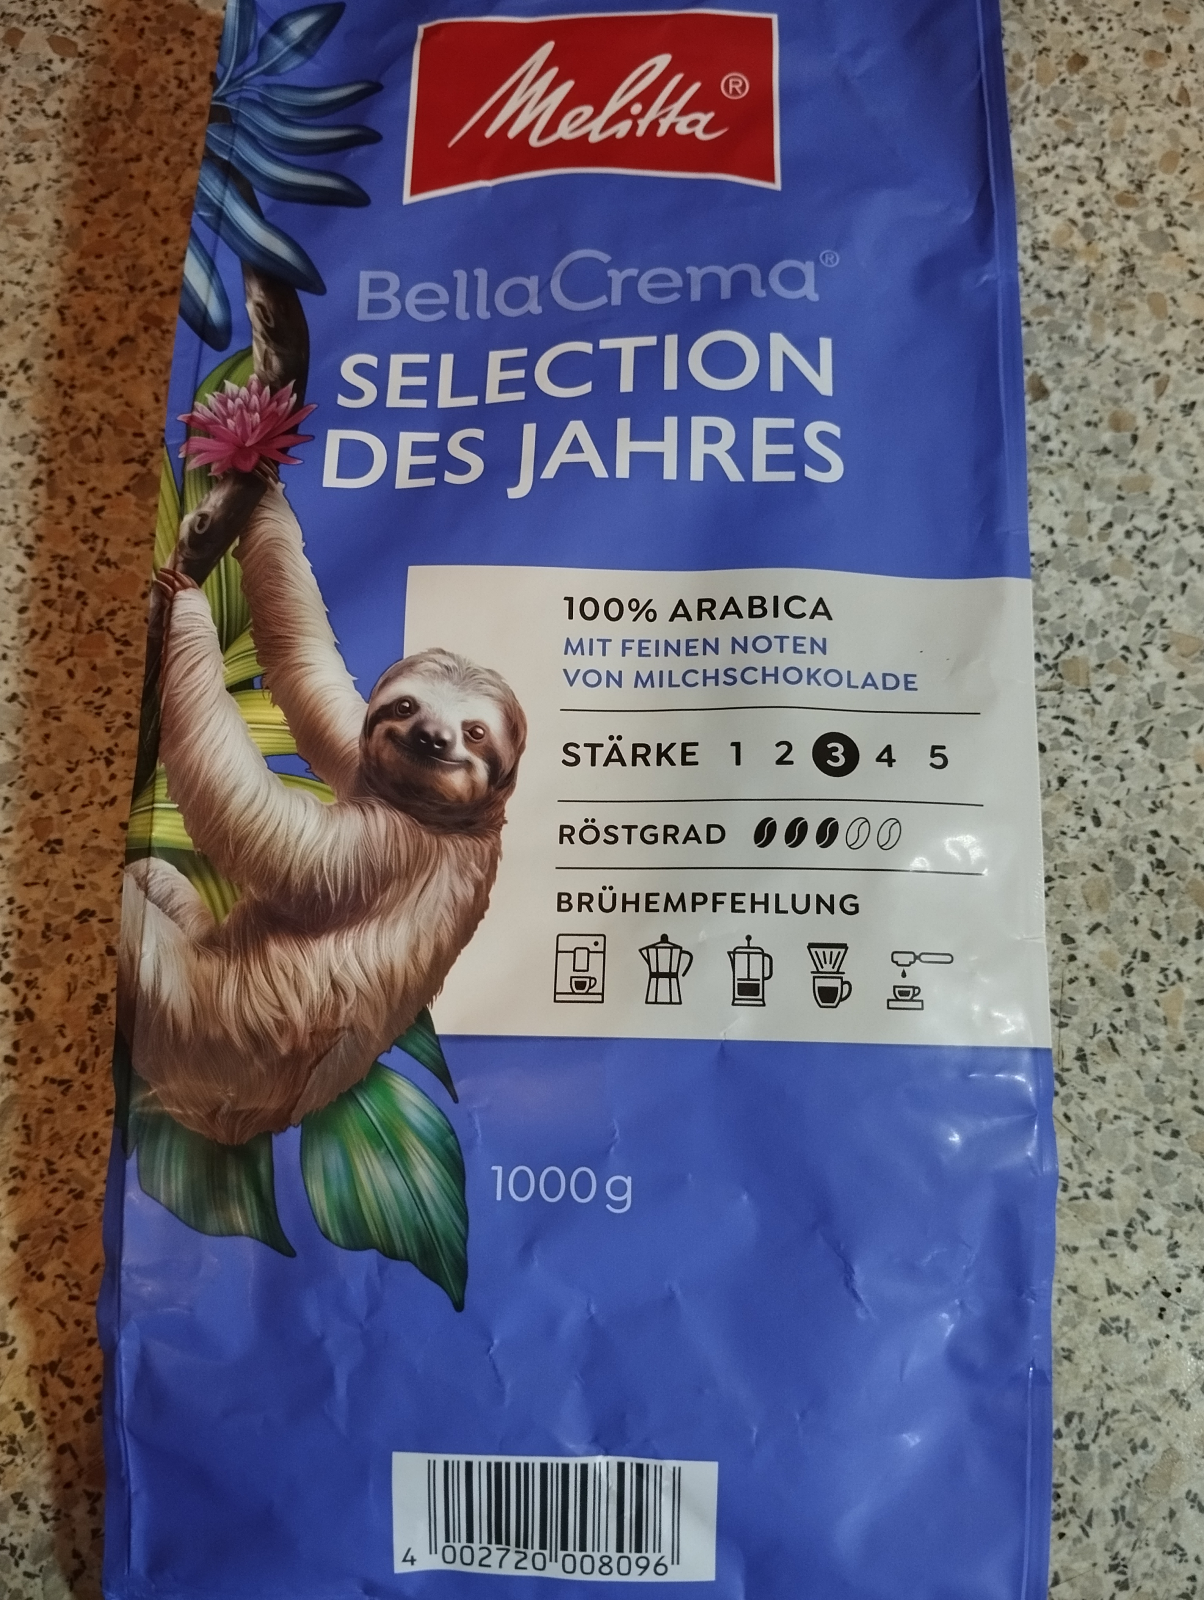 Melitta®
BellaCrema®
SELECTION
DES JAHRES
100% ARABICA
MIT FEINEN NOTEN
VON MILCHSCHOKOLADE
STÄRKE 1 2 3 4 5
RÖSTGRAD
BRÜHEMPFEHLUNG
1000g
4 002720 008096